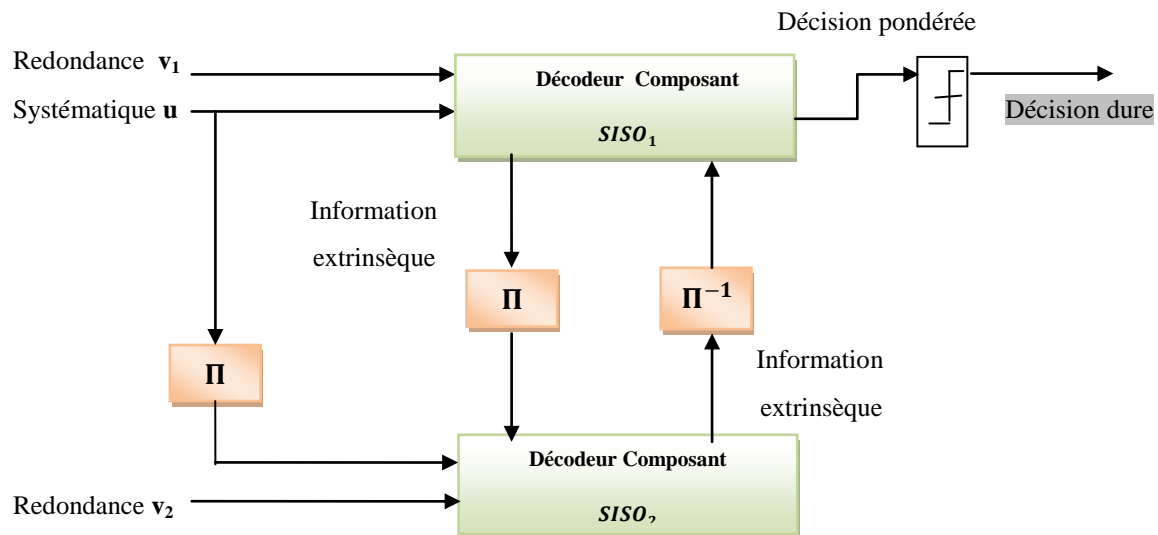 Décision pondérée
Redondance v₁
Décodeur Composant
Systématique u
Décision dure
SISO₁
Information
extrinsèque
Π
Π⁻¹
Π
Information
extrinsèque
Décodeur Composant
Redondance v₂
SISO₂